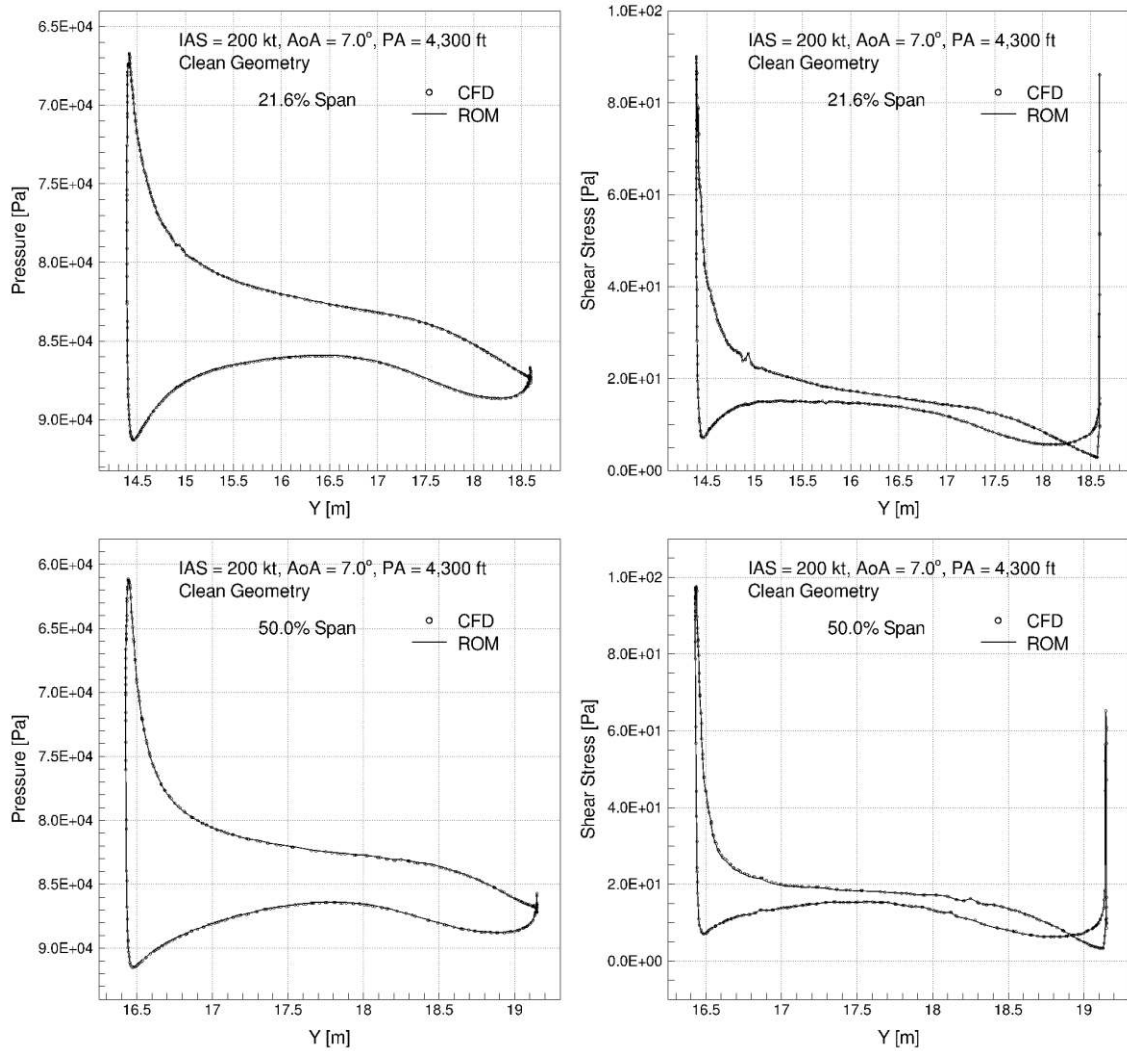 IAS = 200 kt, AoA = 7.0°, PA = 4,300 ft
Clean Geometry
21.6% Span
CFD
ROM
6.5E+04
7.0E+04
7.5E+04
8.0E+04
8.5E+04
9.0E+04
Pressure [Pa]
14.5 15 15.5 16 16.5 17 17.5 18 18.5
Y [m]
IAS = 200 kt, AoA = 7.0°, PA = 4,300 ft
Clean Geometry
21.6% Span
CFD
ROM
1.0E+02
8.0E+01
6.0E+01
4.0E+01
2.0E+01
0.0E+00
Shear Stress [Pa]
14.5 15 15.5 16 16.5 17 17.5 18 18.5
Y [m]
IAS = 200 kt, AoA = 7.0°, PA = 4,300 ft
Clean Geometry
50.0% Span
CFD
ROM
6.0E+04
6.5E+04
7.0E+04
7.5E+04
8.0E+04
8.5E+04
9.0E+04
Pressure [Pa]
16.5 17 17.5 18 18.5 19
Y [m]
IAS = 200 kt, AoA = 7.0°, PA = 4,300 ft
Clean Geometry
50.0% Span
CFD
ROM
1.0E+02
8.0E+01
6.0E+01
4.0E+01
2.0E+01
0.0E+00
Shear Stress [Pa]
16.5 17 17.5 18 18.5 19
Y [m]